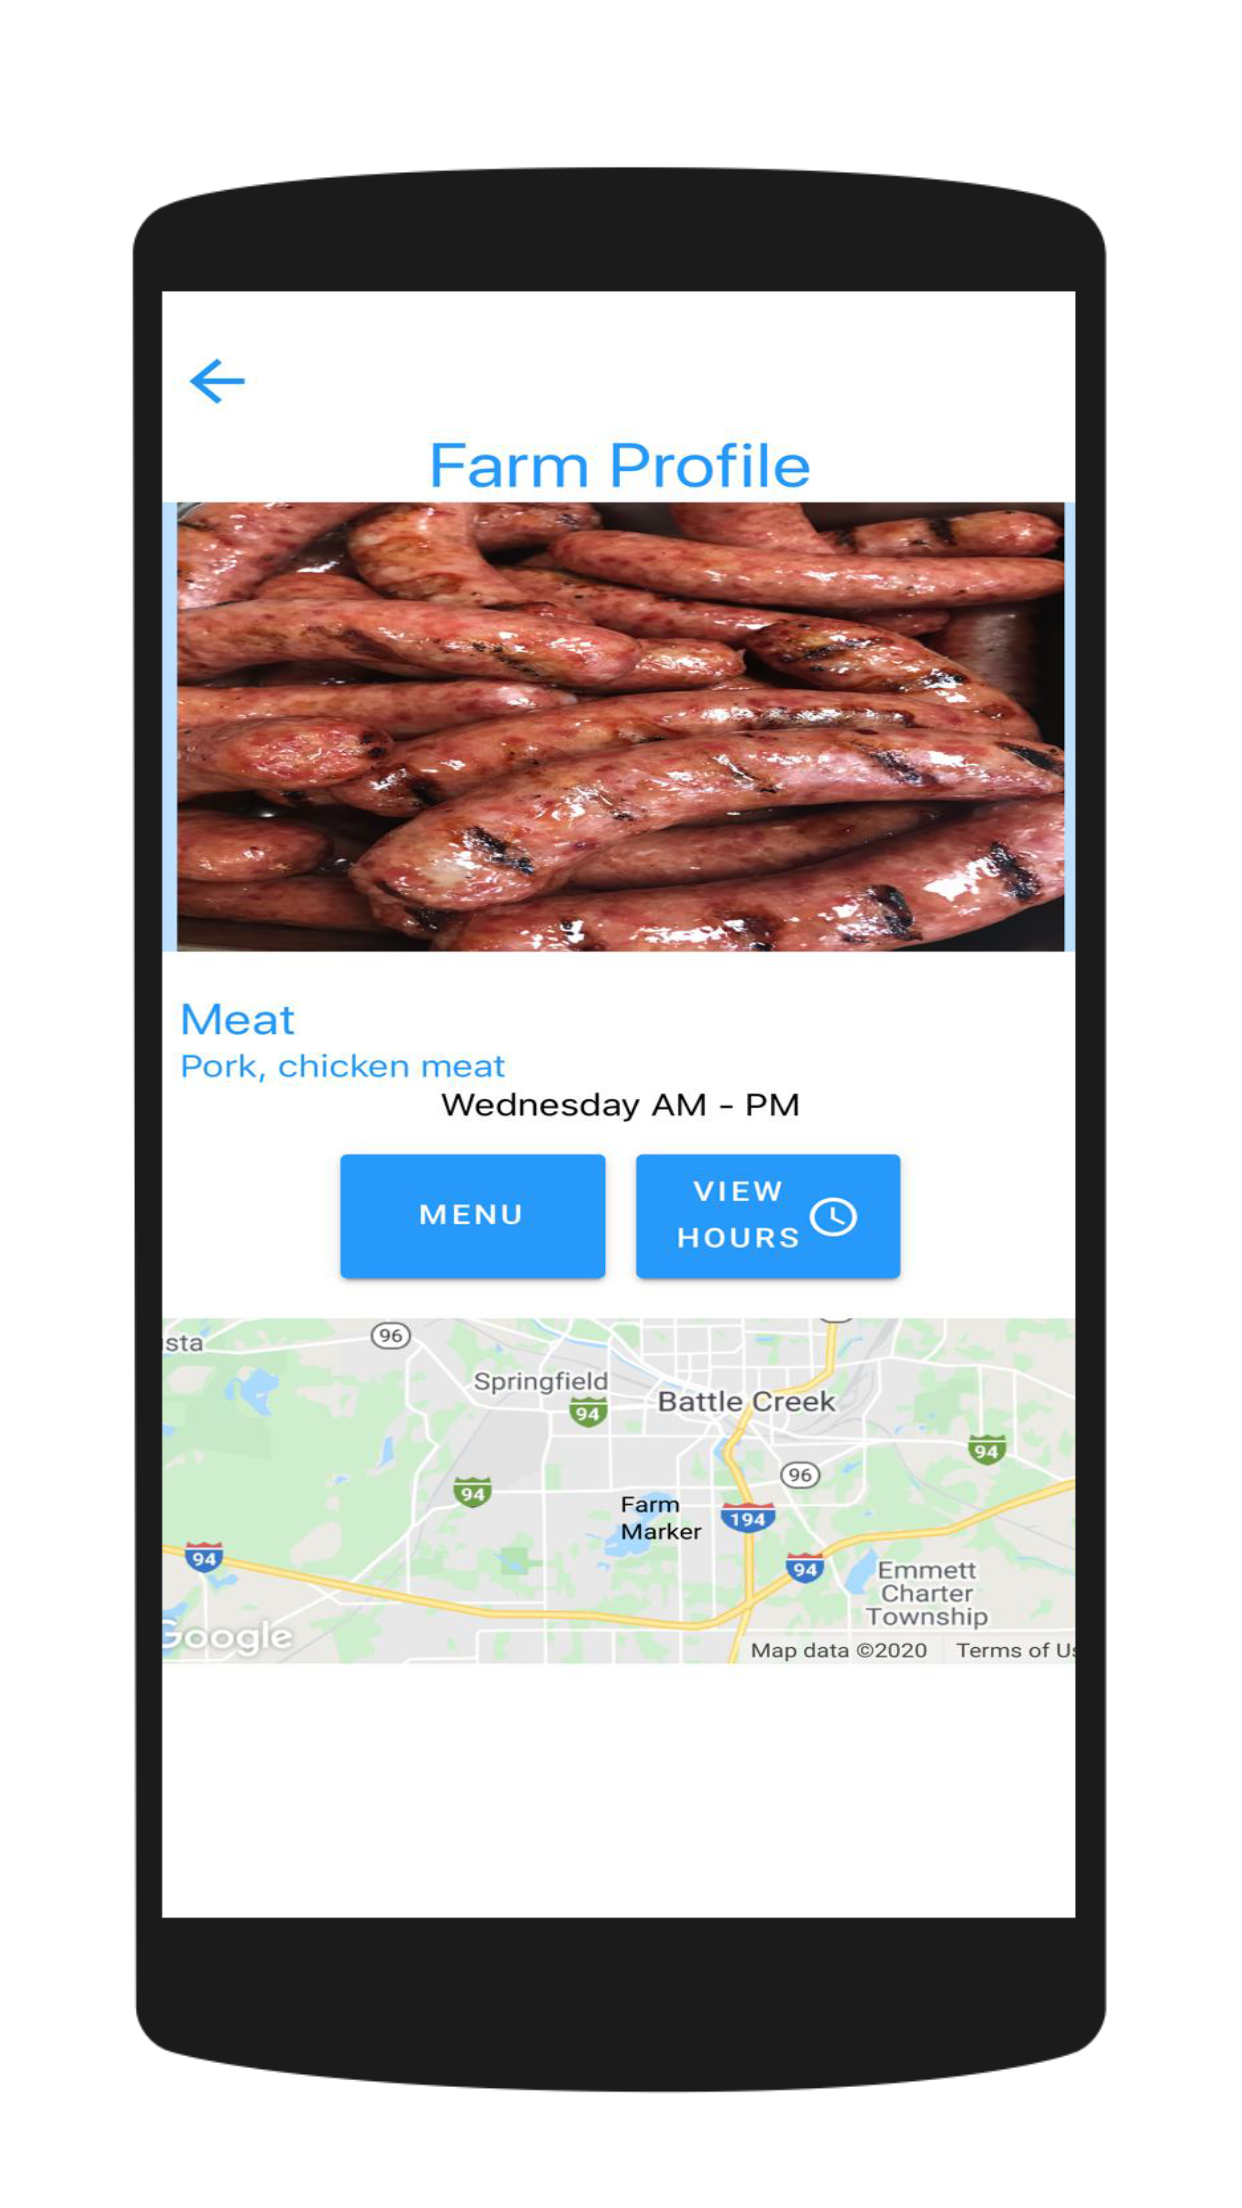 Farm Profile
Meat
Pork, chicken meat
Wednesday AM - PM
MENU
VIEW
HOURS
sta
96
Springfield
94
Battle Creek
94
96
94
Farm
Marker
194
94
94
Emmett
Charter
Township
Google
Map data ©2020
Terms of Us